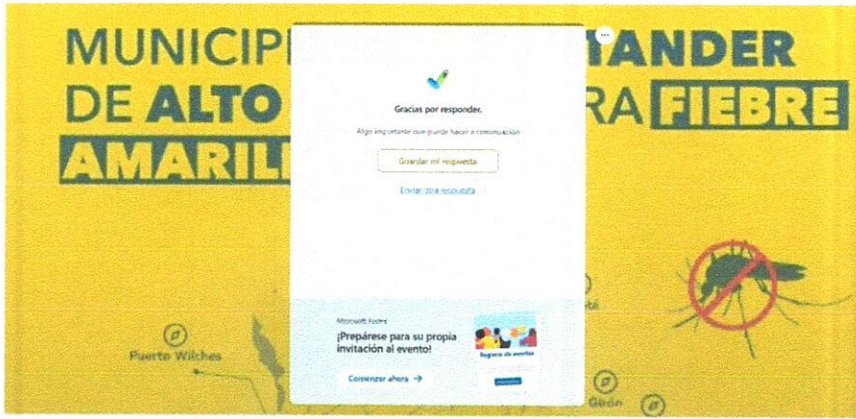 MUNICIPI
TANDER
DE ALTO
RA FIEBRE
AMARIL
Gracias por responder.
Algo importante que puede hacer a continuación
Guardar mi respuesta
Enviar otra respuesta
Microsoft Forms
¡Prepárese para su propia
invitación al evento!
Comenzar ahora →
Registro de eventos
Puerto Wilches
Girón